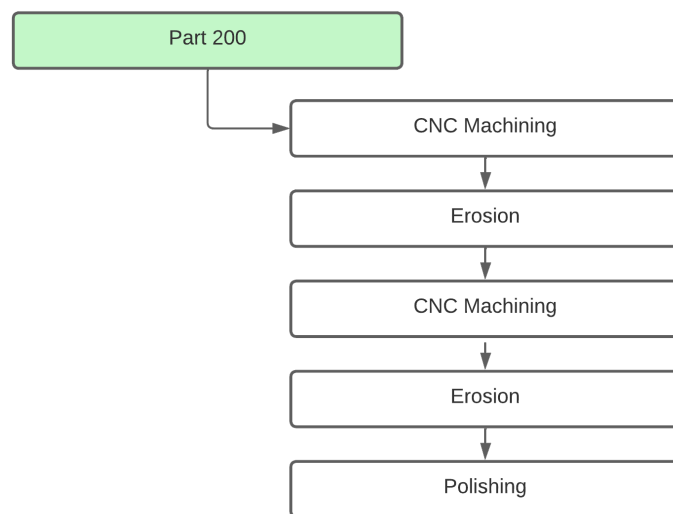 Part 200
CNC Machining
Erosion
CNC Machining
Erosion
Polishing